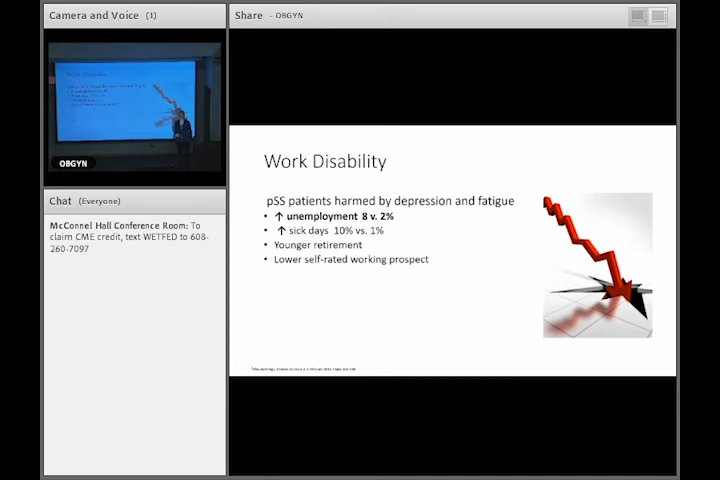 Camera and Voice (1)
Share - OBGYN
OBGYN
Chat (Everyone)
McConnel Hall Conference Room: To
claim CME credit, text WETFED to 608-
260-7097
Work Disability
pSS patients harmed by depression and fatigue
• ↑ unemployment 8 v. 2%
• ↑ sick days 10% vs. 1%
• Younger retirement
• Lower self-rated working prospect